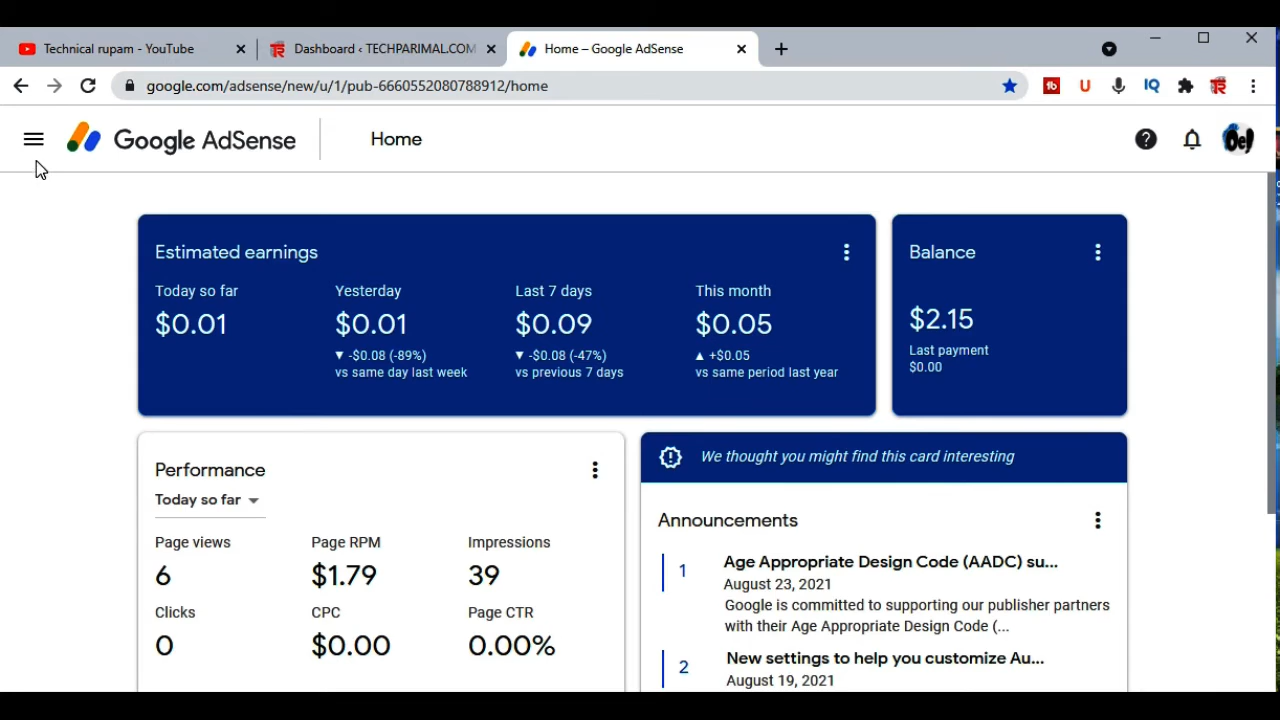 Technical rupam - YouTube
Dashboard ‹ TECHPARIMAL.COM
Home – Google AdSense
google.com/adsense/new/u/1/pub-6660552080788912/home
Google AdSense
Home
Estimated earnings
Today so far
$0.01
Yesterday
$0.01
▼ -$0.08 (-89%)
vs same day last week
Last 7 days
$0.09
▼ -$0.08 (-47%)
vs previous 7 days
This month
$0.05
▲ +$0.05
vs same period last year
Balance
$2.15
Last payment
$0.00
Performance
Today so far
Page views
6
Page RPM
$1.79
Impressions
39
Clicks
0
CPC
$0.00
Page CTR
0.00%
We thought you might find this card interesting
Announcements
1
Age Appropriate Design Code (AADC) su...
August 23, 2021
Google is committed to supporting our publisher partners
with their Age Appropriate Design Code (...
2
New settings to help you customize Au...
August 19, 2021